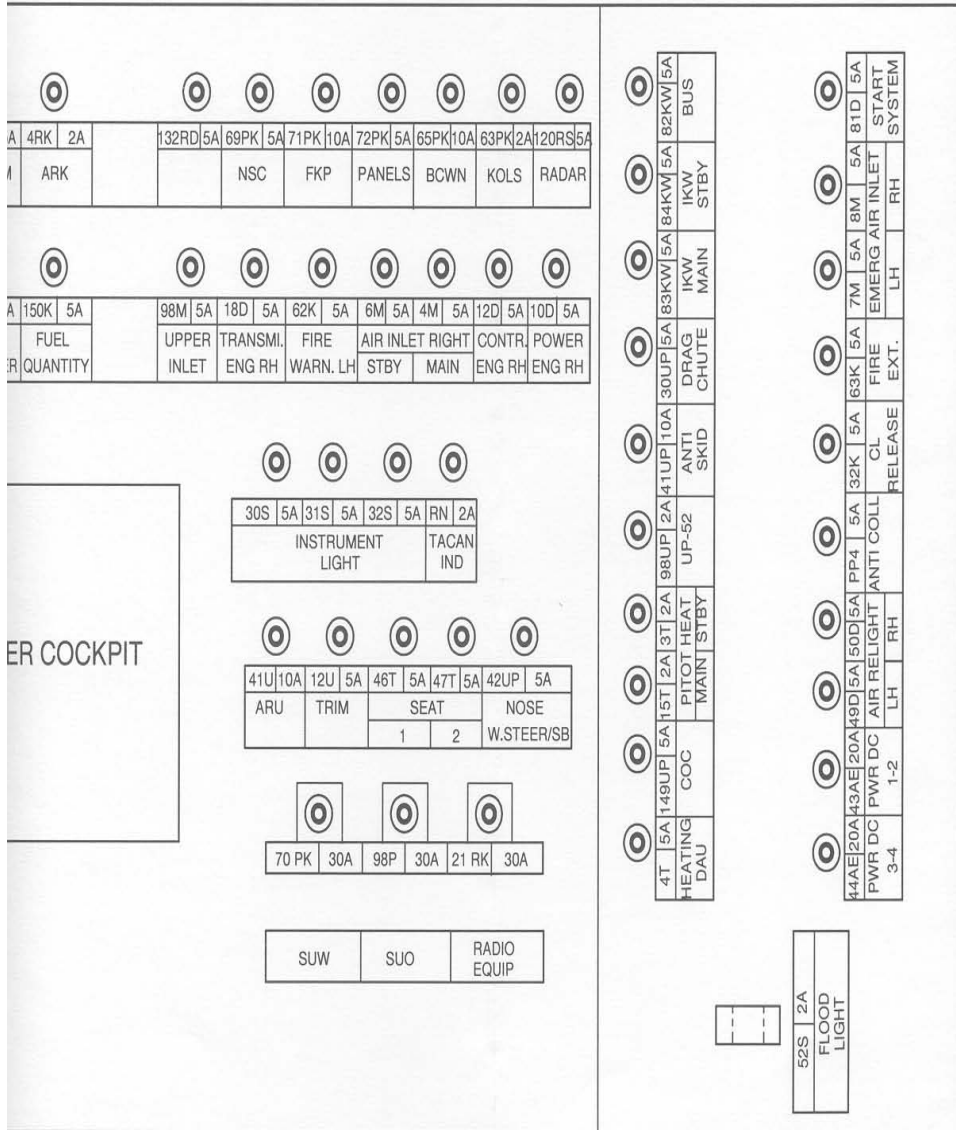 A 4RK 2A 132RD 5A 69PK 5A 71PK 10A 72PK 5A 65PK 10A 63PK 2A 120RS 5A
M ARK NSC FKP PANELS BCWN KOLS RADAR
A 150K 5A 98M 5A 18D 5A 62K 5A 6M 5A 4M 5A 12D 5A 10D 5A
FUEL UPPER TRANSMI. FIRE AIR INLET RIGHT CONTR. POWER
ER QUANTITY INLET ENG RH WARN. LH STBY MAIN ENG RH ENG RH
30S 5A 31S 5A 32S 5A RN 2A
INSTRUMENT TACAN
LIGHT IND
ER COCKPIT
41U 10A 12U 5A 46T 5A 47T 5A 42UP 5A
ARU TRIM SEAT NOSE
1 2 W.STEER/SB
70 PK 30A 98P 30A 21 RK 30A
SUW SUO RADIO
EQUIP
82KW 5A
BUS
84KW 5A
IKW
STBY
83KW 5A
IKW
MAIN
30UP 5A
DRAG
CHUTE
41UP 10A
ANTI
SKID
98UP 2A
UP-52
15T 2A 3T 2A
PITOT HEAT
MAIN STBY
149UP 5A
COC
4T 5A
HEATING
DAU
81D 5A
START
SYSTEM
7M 5A 8M 5A
EMERG AIR INLET
LH RH
63K 5A
FIRE
EXT.
32K 5A
CL
RELEASE
PP4 5A
ANTI COLL
49D 5A 50D 5A
AIR RELIGHT
LH RH
43AE 20A
PWR DC
1-2
44AE 20A
PWR DC
3-4
52S 2A
FLOOD
LIGHT